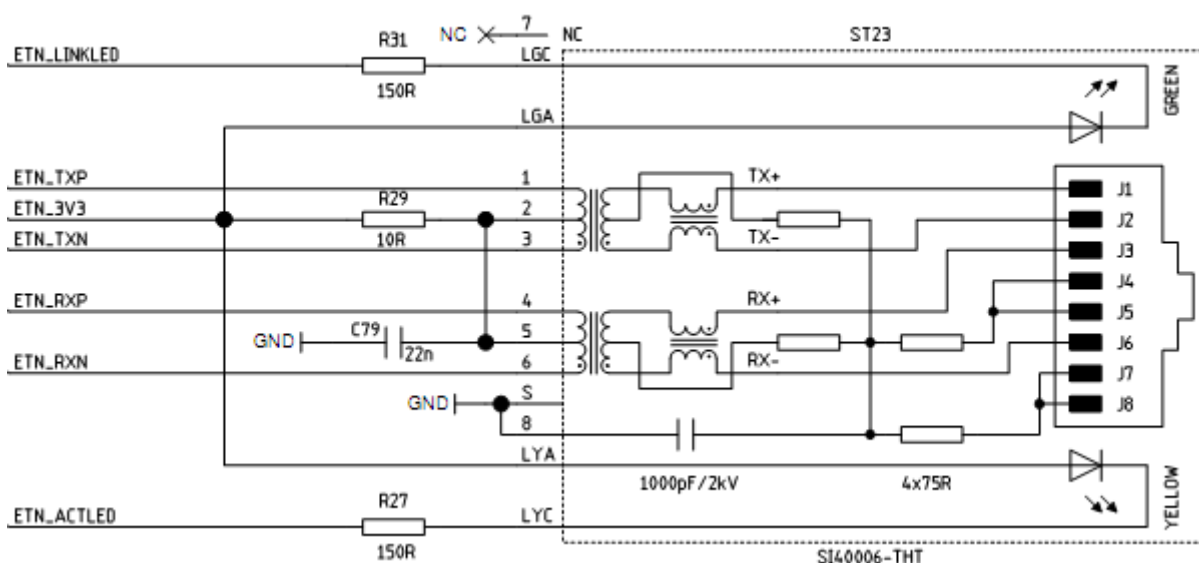 NC 7 NC ST23
ETN_LINKLED R31 LGC
150R
GREEN
LGA
ETN_TXP 1 TX+ J1
ETN_3V3 R29 2 J2
ETN_TXN 10R 3 TX- J3
J4
ETN_RXP 4 RX+ J5
GND C79 22n 5 J6
ETN_RXN 6 RX- J7
GND S J8
8
LYA
1000pF/2kV 4x75R
ETN_ACTLED R27 LYC
150R
YELLOW
SI40006-THT